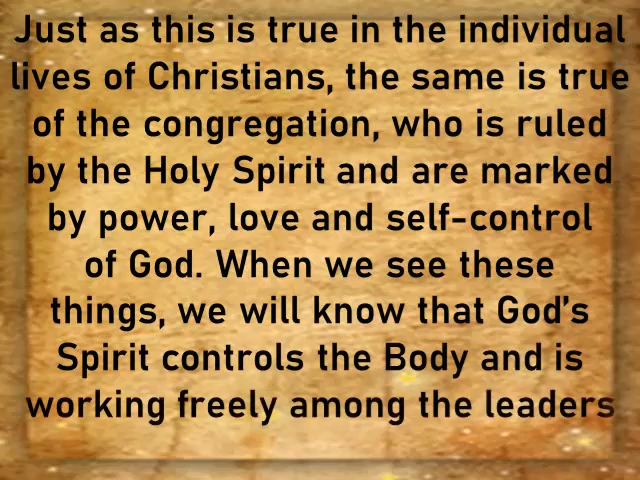 Just as this is true in the individual
lives of Christians, the same is true
of the congregation, who is ruled
by the Holy Spirit and are marked
by power, love and self-control
of God. When we see these
things, we will know that God's
Spirit controls the Body and is
working freely among the leaders